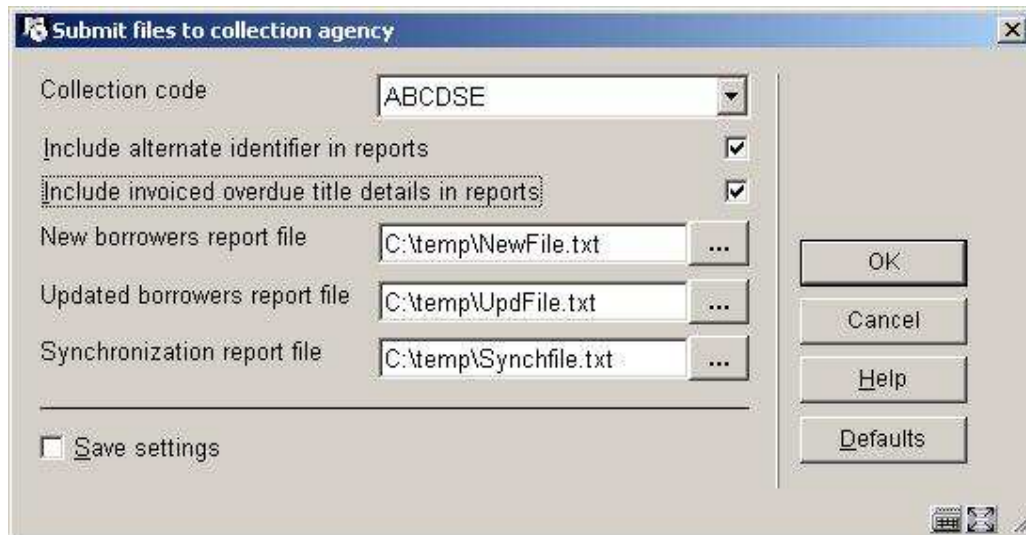 Submit files to collection agency
Collection code ABCDSE
Include alternate identifier in reports
Include invoiced overdue title details in reports
New borrowers report file C:\temp\NewFile.txt ...
Updated borrowers report file C:\temp\UpdFile.txt ...
Synchronization report file C:\temp\Synchfile.txt ...
Save settings
OK
Cancel
Help
Defaults